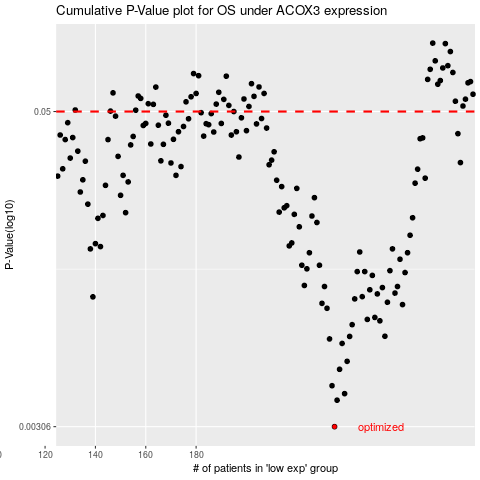 Cumulative P-Value plot for OS under ACOX3 expression
P-Value(log10)
0.05
0.00306
optimized
0 120 140 160 180
# of patients in 'low exp' group